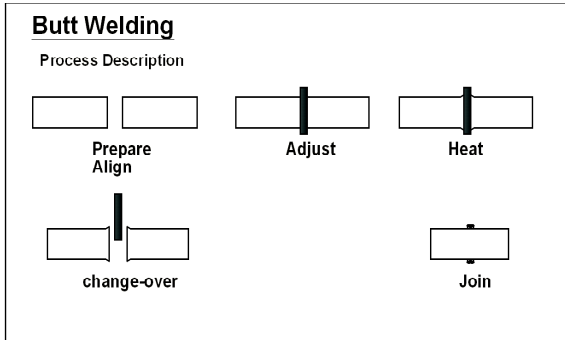 Butt Welding
Process Description
Prepare
Align
Adjust
Heat
change-over
Join